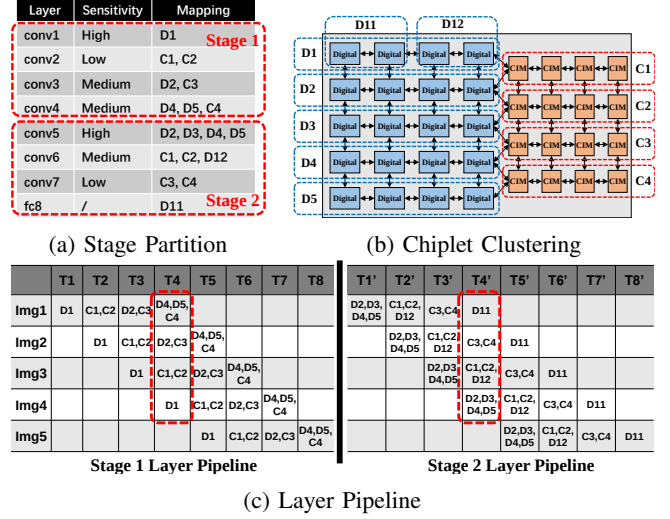 Layer Sensitivity Mapping
conv1 High D1
Stage 1
conv2 Low C1, C2
conv3 Medium D2, C3
conv4 Medium D4, D5, C4
conv5 High D2, D3, D4, D5
conv6 Medium C1, C2, D12
conv7 Low C3, C4
Stage 2
fc8 / D11
(a) Stage Partition
D11 D12
D1 Digital Digital Digital Digital
CIM CIM CIM CIM C1
D2 Digital Digital Digital Digital
CIM CIM CIM CIM C2
D3 Digital Digital Digital Digital
CIM CIM CIM CIM C3
D4 Digital Digital Digital Digital
CIM CIM CIM CIM C4
D5 Digital Digital Digital Digital
(b) Chiplet Clustering
T1 T2 T3 T4 T5 T6 T7 T8
Img1 D1 C1,C2 D2,C3 D4,D5, C4
Img2 D1 C1,C2 D2,C3 D4,D5, C4
Img3 D1 C1,C2 D2,C3 D4,D5, C4
Img4 D1 C1,C2 D2,C3 D4,D5, C4
Img5 D1 C1,C2 D2,C3 D4,D5, C4
Stage 1 Layer Pipeline
T1' T2' T3' T4' T5' T6' T7' T8'
D2,D3, D4,D5 C1,C2, D12 C3,C4 D11
D2,D3, D4,D5 C1,C2, D12 C3,C4 D11
D2,D3, D4,D5 C1,C2, D12 C3,C4 D11
D2,D3, D4,D5 C1,C2, D12 C3,C4 D11
D2,D3, D4,D5 C1,C2, D12 C3,C4 D11
Stage 2 Layer Pipeline
(c) Layer Pipeline